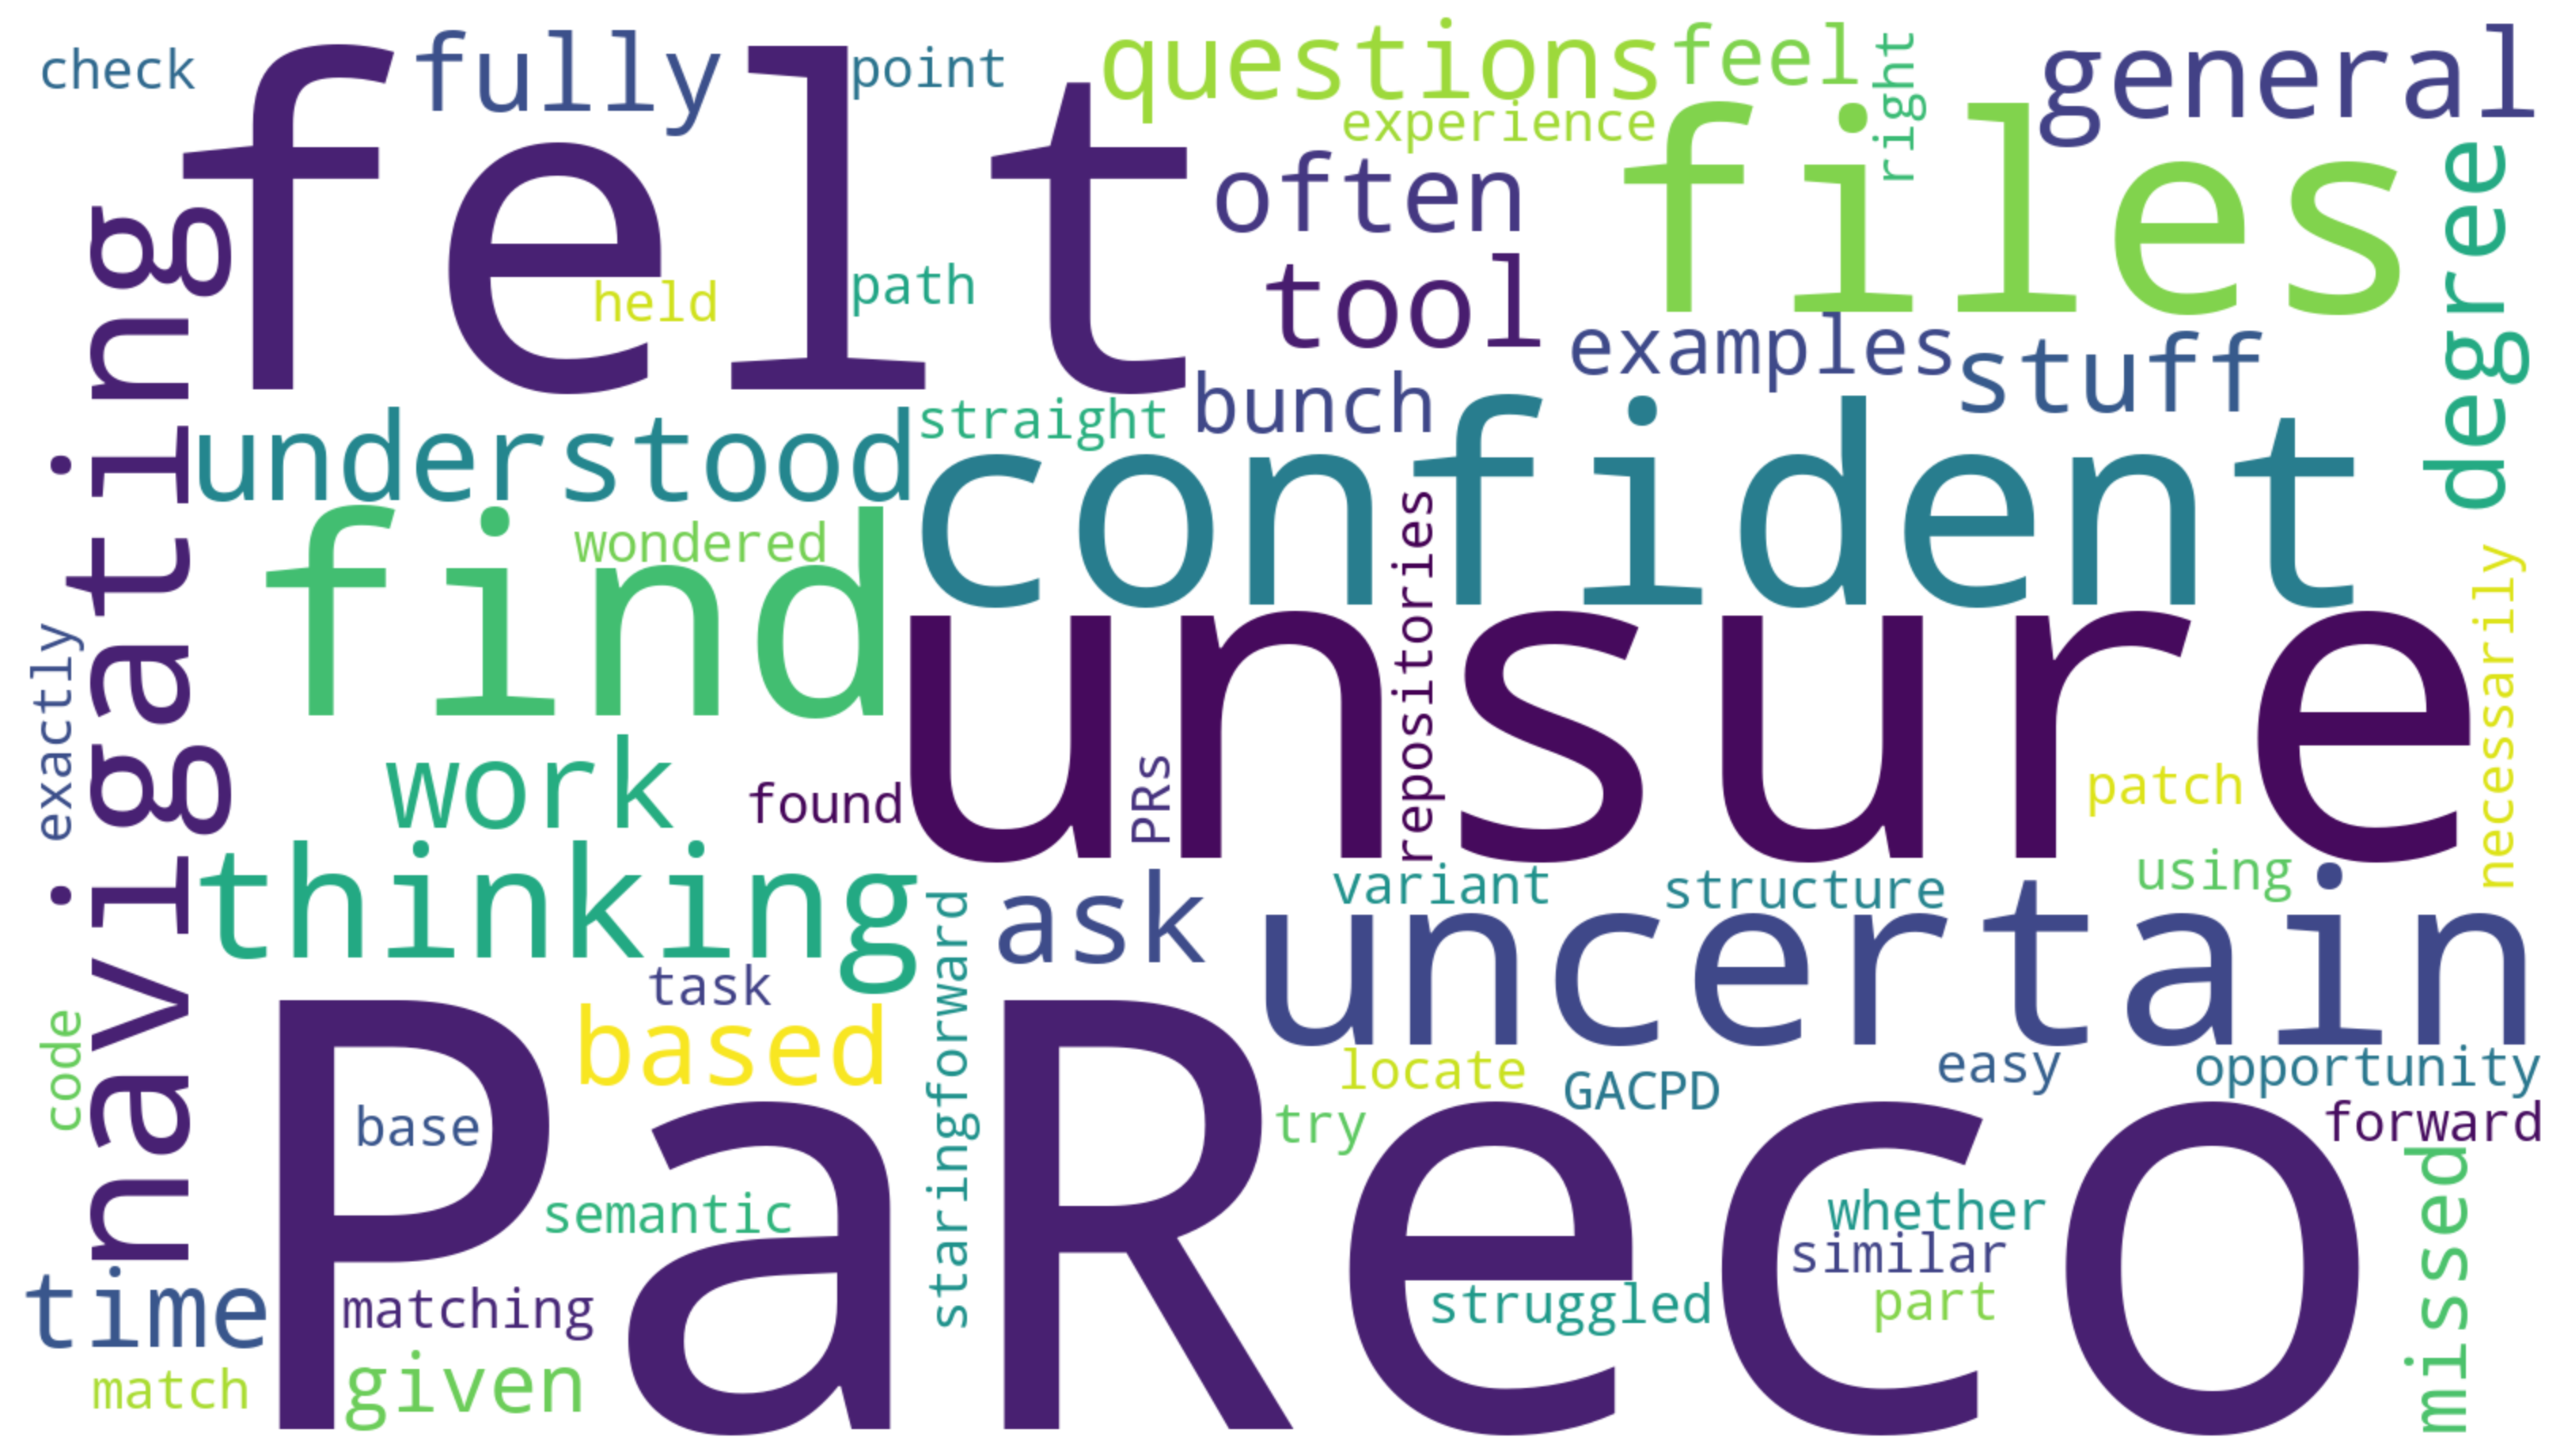 check
fully
point
questions
feel
right
general
felt
experience
files
often
degree
held
path
tool
examples
stuff
navigating
understood
straight
bunch
confident
find
wondered
repositories
necessarily
exactly
unsure
work
found
PRs
patch
thinking
ask
variant
structure
using
uncertain
task
based
staringforward
code
locate
GACPD
easy
opportunity
base
try
forward
PaReco
semantic
whether
similar
missed
time
matching
struggled
part
match
given